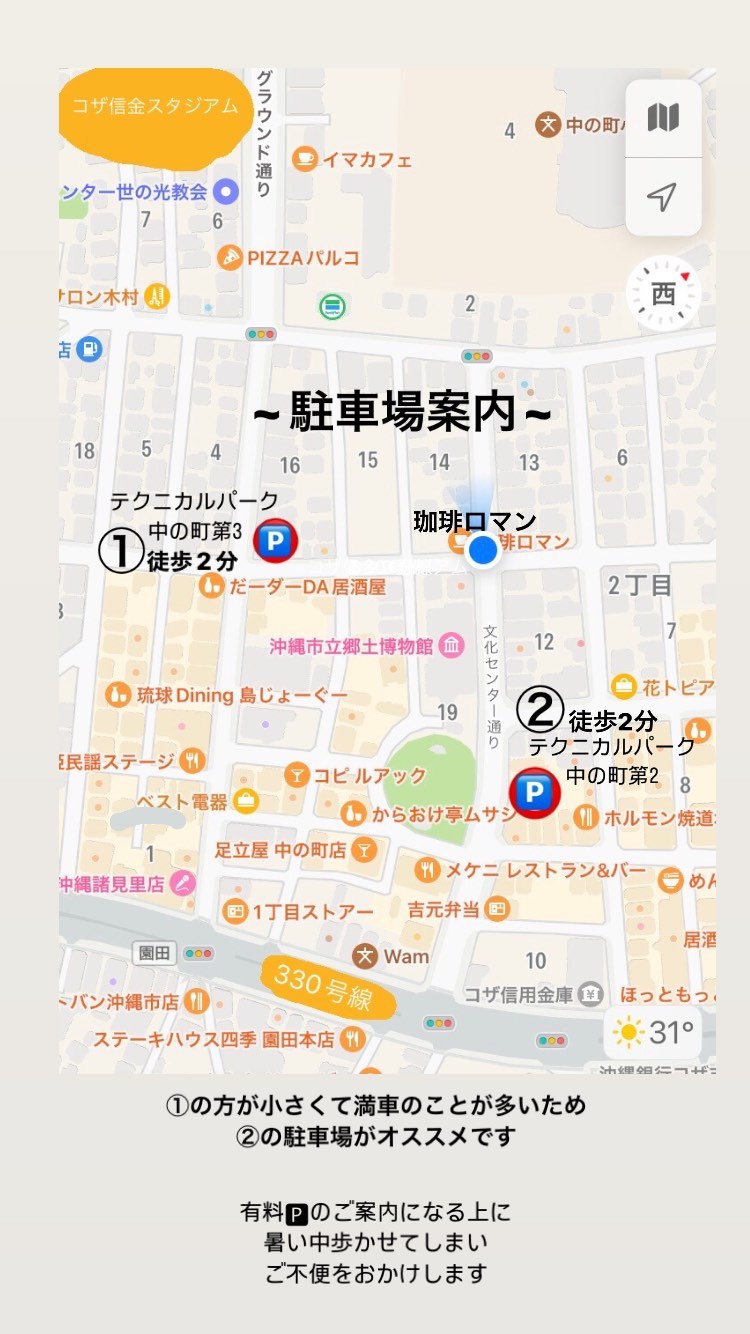 コザ信金スタジアム
グラウンド通り
4
中の町
イマカフェ
ンター世の光教会
7
6
PIZZAパルコ
サロン木村
2
西
店
~駐車場案内~
18
5
4
16
15
14
13
6
テクニカルパーク
中の町第3
① 徒歩2分
P
珈琲ロマン
琲ロマン
だーダーDA居酒屋
2丁目
3
沖縄市立郷土博物館
文化センター通り
12
7
琉球Dining 島じょーぐー
花トピア
19
② 徒歩2分
テクニカルパーク
中の町第2
P
民謡ステージ
コピルアック
8
ベスト電器
からおけ亭ムサシ
ホルモン焼道
1
足立屋 中の町店
メケニ レストラン&バー
めん
沖縄諸見里店
1丁目ストアー
吉元弁当
居酒
園田
Wam
10
330号線
コザ信用金庫
ほっともっ
トバン沖縄市店
31°
ステーキハウス四季 園田本店
沖縄銀行コザ
①の方が小さくて満車のことが多いため
②の駐車場がオススメです
有料🅿のご案内になる上に
暑い中歩かせてしまい
ご不便をおかけします